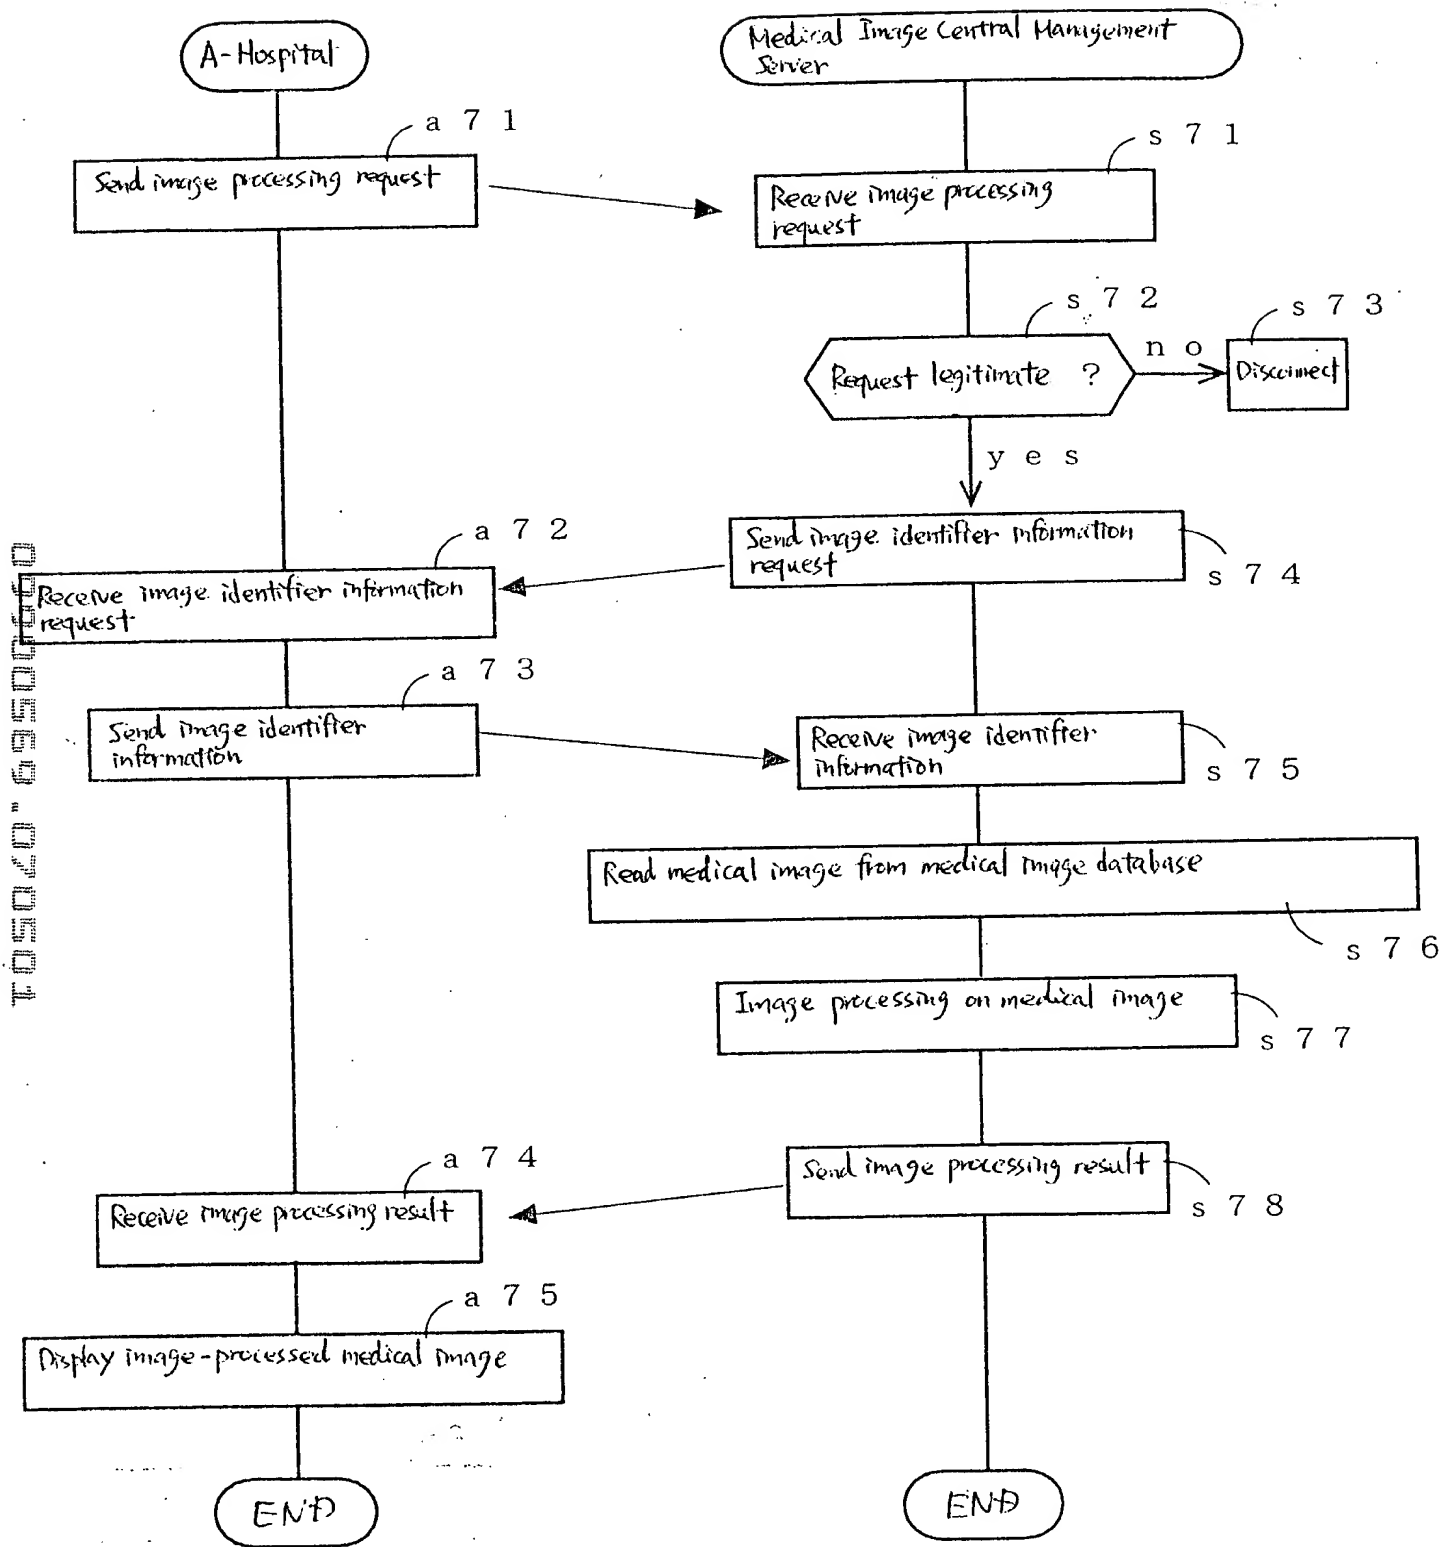 A-Hospital
Medical Image Central Management
Server
a 7 1
Send image processing request
s 7 1
Receive image processing
request
s 7 2
Request legitimate ?
n o
s 7 3
Disconnect
y e s
Send image identifier information
request
s 7 4
a 7 2
Receive image identifier information
request
a 7 3
Send image identifier
information
Receive image identifier
information
s 7 5
Read medical image from medical image database
s 7 6
Image processing on medical image
s 7 7
Send image processing result
s 7 8
a 7 4
Receive image processing result
a 7 5
Display image-processed medical image
END
END